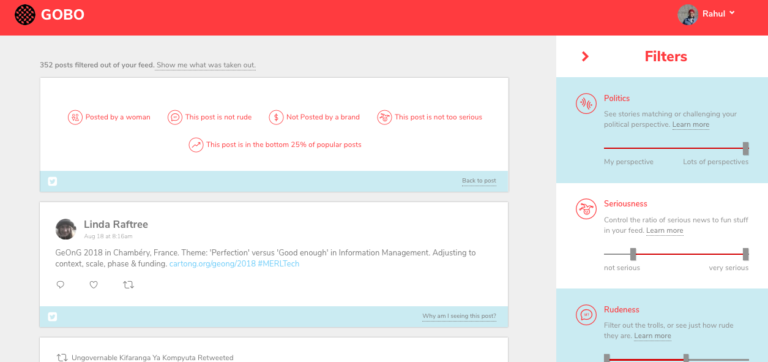 GOBO
Rahul
352 posts filtered out of your feed. Show me what was taken out.
Posted by a woman
This post is not rude
Not Posted by a brand
This post is not too serious
This post is in the bottom 25% of popular posts
Back to post
Linda Raftree
Aug 18 at 8:16am
GeOnG 2018 in Chambéry, France. Theme: 'Perfection' versus 'Good enough' in Information Management. Adjusting to
context, scale, phase & funding. cartong.org/geong/2018 #MERLTech
Why am I seeing this post?
Ungovernable Kifaranga Ya Kompyuta Retweeted
Filters
Politics
See stories matching or challenging your
political perspective. Learn more
My perspective
Lots of perspectives
Seriousness
Control the ratio of serious news to fun stuff
in your feed. Learn more
not serious
very serious
Rudeness
Filter out the trolls, or see just how rude
they are. Learn more